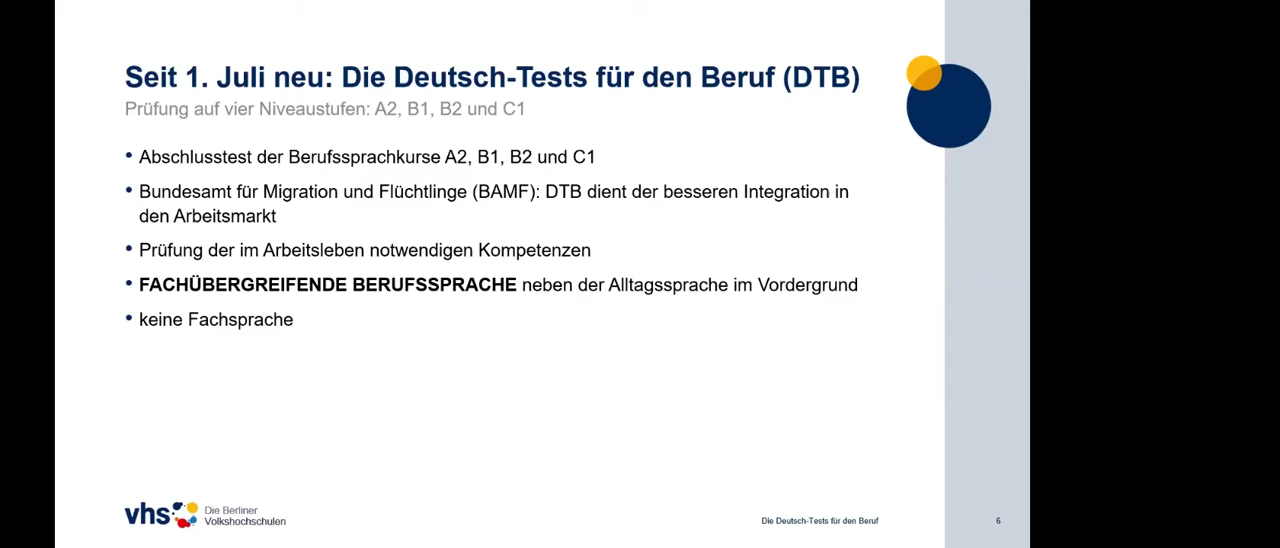 Seit 1. Juli neu: Die Deutsch-Tests für den Beruf (DTB)
Prüfung auf vier Niveaustufen: A2, B1, B2 und C1
• Abschlusstest der Berufssprachkurse A2, B1, B2 und C1
• Bundesamt für Migration und Flüchtlinge (BAMF): DTB dient der besseren Integration in
den Arbeitsmarkt
• Prüfung der im Arbeitsleben notwendigen Kompetenzen
• FACHÜBERGREIFENDE BERUFSSPRACHE neben der Alltagssprache im Vordergrund
• keine Fachsprache
vhs
Die Berliner
Volkshochschulen
Die Deutsch-Tests für den Beruf
6